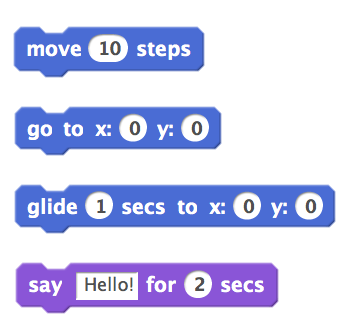 move 10 steps
go to x: 0 y: 0
glide 1 secs to x: 0 y: 0
say Hello! for 2 secs